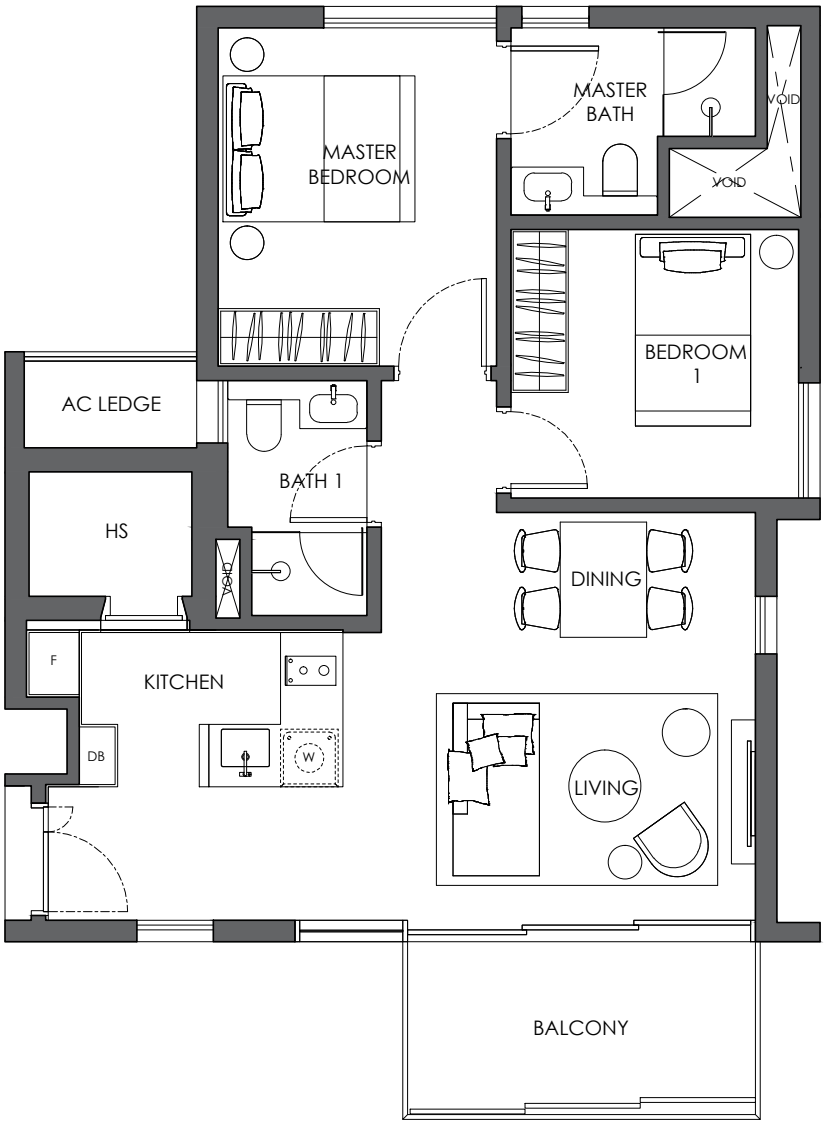 MASTER
BATH
VOID
MASTER
BEDROOM
VOID
BEDROOM
1
AC LEDGE
BATH 1
HS
VOID
DINING
F
KITCHEN
DB
W
LIVING
BALCONY